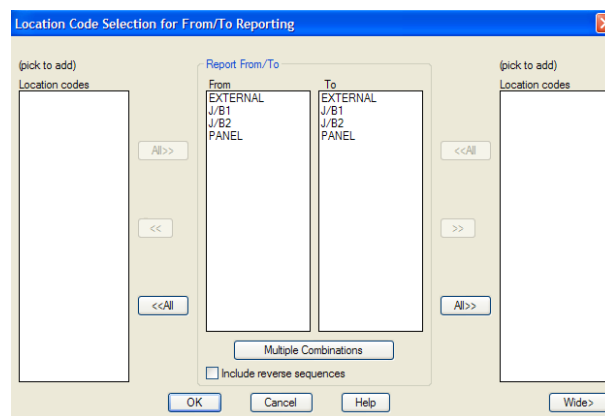 Location Code Selection for From/To Reporting
(pick to add)
Location codes
All>>
<<
<<All
Report From/To
From
EXTERNAL
J/B1
J/B2
PANEL
To
EXTERNAL
J/B1
J/B2
PANEL
Multiple Combinations
Include reverse sequences
(pick to add)
Location codes
<<All
>>
All>>
OK
Cancel
Help
Wide>